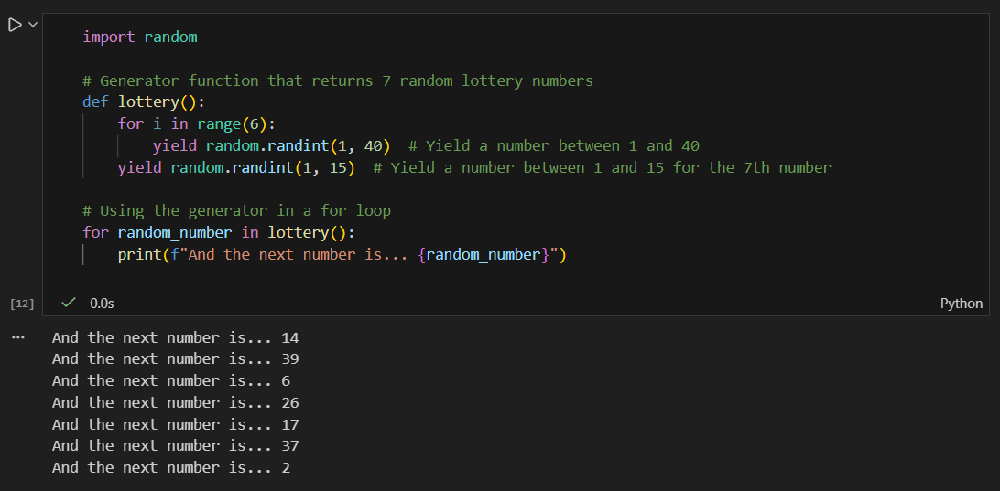 import random
# Generator function that returns 7 random lottery numbers
def lottery():
    for i in range(6):
        yield random.randint(1, 40)  # Yield a number between 1 and 40
    yield random.randint(1, 15)  # Yield a number between 1 and 15 for the 7th number
# Using the generator in a for loop
for random_number in lottery():
    print(f"And the next number is... {random_number}")
[12] 0.0s Python
And the next number is... 14
And the next number is... 39
And the next number is... 6
And the next number is... 26
And the next number is... 17
And the next number is... 37
And the next number is... 2